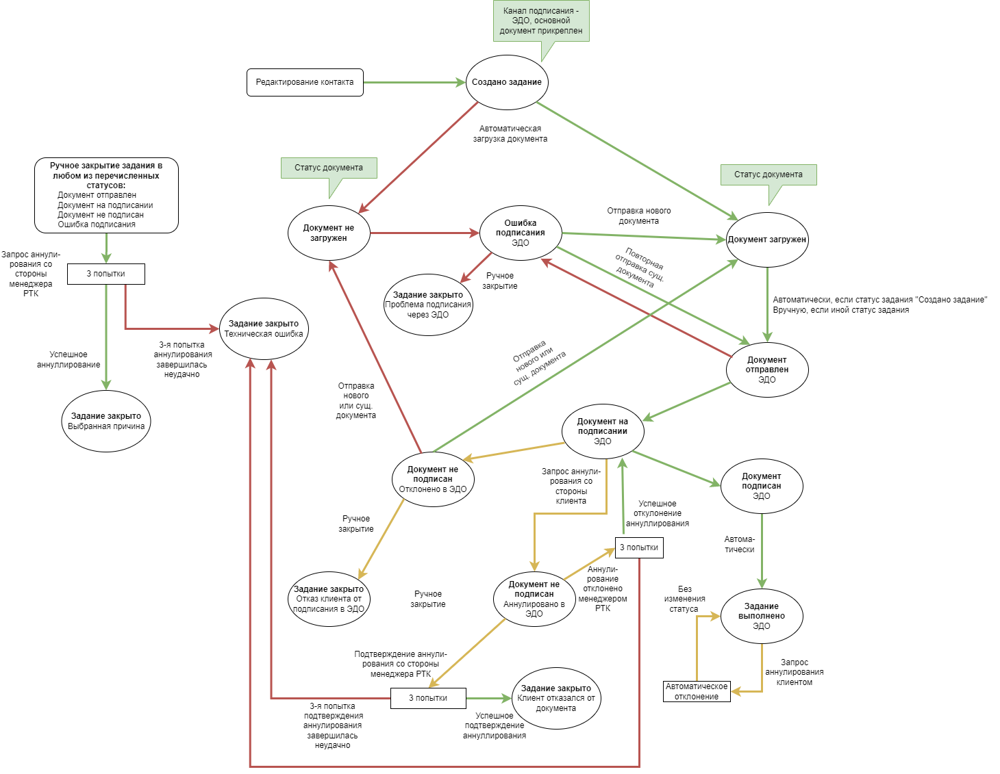 Канал подписания -
ЭДО, основной
документ прикреплен
Редактирование контакта
Создано задание
Автоматическая
загрузка документа
Ручное закрытие задания в
любом из перечисленных
статусов:
Документ отправлен
Документ на подписании
Документ не подписан
Ошибка подписания
Статус документа
Статус документа
Документ не
загружен
Ошибка
подписания
ЭДО
Отправка нового
документа
Документ загружен
Запрос аннули-
рования со
стороны
менеджера
РТК
3 попытки
Ручное
закрытие
Повторная
отправка сущ.
документа
Задание закрыто
Проблема подписания
через ЭДО
Автоматически, если статус задания "Создано задание"
Вручную, если иной статус задания
Задание закрыто
Техническая ошибка
Успешное
аннуллирование
3-я попытка
аннулирования
завершилась
неудачно
Отправка
нового или
сущ. документа
Документ
отправлен
ЭДО
Отправка
нового
или сущ.
документа
Задание закрыто
Выбранная причина
Документ на
подписании
ЭДО
Документ не
подписан
Отклонено в ЭДО
Запрос аннули-
рования со
стороны
клиента
Документ
подписан
ЭДО
Успешное
откулонение
аннуллирования
Ручное
закрытие
3 попытки
Автома-
тически
Аннули-
рование
отклонено
менеджером
РТК
Задание закрыто
Отказ клиента от
подписания в ЭДО
Ручное
закрытие
Документ не
подписан
Аннулировано в
ЭДО
Без
изменения
статуса
Задание
выполнено
ЭДО
Подтверждение аннули-
рования со стороны
менеджера РТК
Запрос
аннулирования
клиентом
3 попытки
Задание закрыто
Клиент отказался от
документа
Автоматическое
отклонение
3-я попытка
подтверждения
аннулирования
завершилась
неудачно
Успешное
подтверждение
аннуллирования